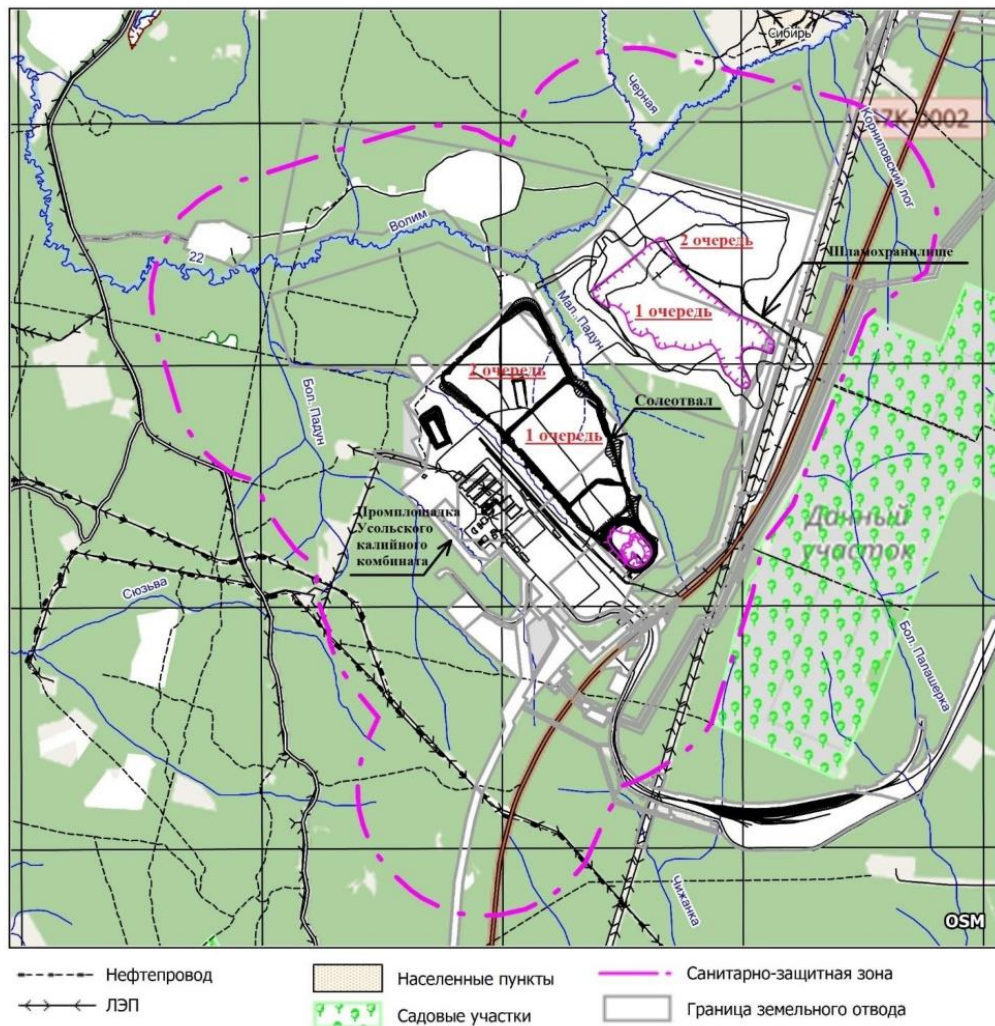 Сибирь
Черная
57K-0002
Корниловский лог
Волим
22
2 очередь
Шламохранилище
1 очередь
Мал. Падун
2 очередь
Солеотвал
1 очередь
Бол. Падун
Промплощадка
Усольского
калийного
комбината
Дачный
участок
Сюзьва
Бол. Палашерка
Чижанка
OSM
Нефтепровод
Населенные пункты
Санитарно-защитная зона
ЛЭП
Садовые участки
Граница земельного отвода